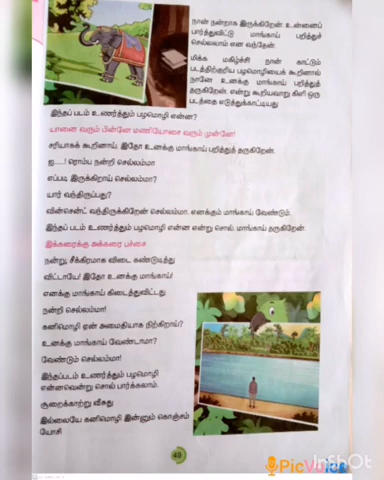 நான் நன்றாக இருக்கிறேன் உன்னைப்
பார்த்துவிட்டு மாங்காய் பறித்துச்
செல்லலாம் என வந்தேன்.
மிக்க மகிழ்ச்சி நான் காட்டும்
படத்திற்குரிய பழமொழியைக் கூறினால்
நானே உனக்கு மாங்காய் பறித்துத்
தருகிறேன் என்று கூறியவாறு கிளி ஒரு
படத்தை எடுத்துக்காட்டியது
இந்தப் படம் உணர்த்தும் பழமொழி என்ன?
யானை வரும் பின்னே மணியோசை வரும் முன்னே!
சரியாகக் கூறினாய். இதோ உனக்கு மாங்காய் பறித்துத் தருகிறேன்.
ஐ.....! ரொம்ப நன்றி செல்லம்மா
எப்படி இருக்கிறாய் செல்லம்மா?
யார் வந்திருப்பது?
வின்சென்ட் வந்திருக்கிறேன் செல்லம்மா. எனக்கும் மாங்காய் வேண்டும்.
இந்தப் படம் உணர்த்தும் பழமொழி என்ன என்று சொல். மாங்காய் தருகிறேன்.
இக்கரைக்கு அக்கரை பச்சை
நன்று, சீக்கிரமாக விடை கண்டுபிடித்து
விட்டாயே! இதோ உனக்கு மாங்காய்!
எனக்கு மாங்காய் கிடைத்துவிட்டது
நன்றி செல்லம்மா!
கனிமொழி ஏன் அமைதியாக நிற்கிறாய்?
உனக்கு மாங்காய் வேண்டாமா?
வேண்டும் செல்லம்மா!
இந்தப்படம் உணர்த்தும் பழமொழி
என்னவென்று சொல் பார்க்கலாம்.
சூறைக்காற்று வீசுது
இல்லையே கனிமொழி இன்னும் கொஞ்சம்
யோசி
49
PicVoice
InShOt